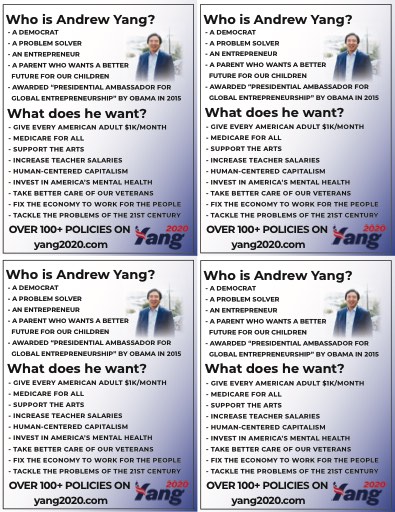 Who is Andrew Yang?
- A DEMOCRAT
- A PROBLEM SOLVER
- AN ENTREPRENEUR
- A PARENT WHO WANTS A BETTER
FUTURE FOR OUR CHILDREN
- AWARDED “PRESIDENTIAL AMBASSADOR FOR
GLOBAL ENTREPRENEURSHIP” BY OBAMA IN 2015
What does he want?
- GIVE EVERY AMERICAN ADULT $1K/MONTH
- MEDICARE FOR ALL
- SUPPORT THE ARTS
- INCREASE TEACHER SALARIES
- HUMAN-CENTERED CAPITALISM
- INVEST IN AMERICA'S MENTAL HEALTH
- TAKE BETTER CARE OF OUR VETERANS
- FIX THE ECONOMY TO WORK FOR THE PEOPLE
- TACKLE THE PROBLEMS OF THE 21ST CENTURY
OVER 100+ POLICIES ON
yang2020.com
Yang 2020
Who is Andrew Yang?
- A DEMOCRAT
- A PROBLEM SOLVER
- AN ENTREPRENEUR
- A PARENT WHO WANTS A BETTER
FUTURE FOR OUR CHILDREN
- AWARDED “PRESIDENTIAL AMBASSADOR FOR
GLOBAL ENTREPRENEURSHIP” BY OBAMA IN 2015
What does he want?
- GIVE EVERY AMERICAN ADULT $1K/MONTH
- MEDICARE FOR ALL
- SUPPORT THE ARTS
- INCREASE TEACHER SALARIES
- HUMAN-CENTERED CAPITALISM
- INVEST IN AMERICA'S MENTAL HEALTH
- TAKE BETTER CARE OF OUR VETERANS
- FIX THE ECONOMY TO WORK FOR THE PEOPLE
- TACKLE THE PROBLEMS OF THE 21ST CENTURY
OVER 100+ POLICIES ON
yang2020.com
Yang 2020
Who is Andrew Yang?
- A DEMOCRAT
- A PROBLEM SOLVER
- AN ENTREPRENEUR
- A PARENT WHO WANTS A BETTER
FUTURE FOR OUR CHILDREN
- AWARDED “PRESIDENTIAL AMBASSADOR FOR
GLOBAL ENTREPRENEURSHIP” BY OBAMA IN 2015
What does he want?
- GIVE EVERY AMERICAN ADULT $1K/MONTH
- MEDICARE FOR ALL
- SUPPORT THE ARTS
- INCREASE TEACHER SALARIES
- HUMAN-CENTERED CAPITALISM
- INVEST IN AMERICA'S MENTAL HEALTH
- TAKE BETTER CARE OF OUR VETERANS
- FIX THE ECONOMY TO WORK FOR THE PEOPLE
- TACKLE THE PROBLEMS OF THE 21ST CENTURY
OVER 100+ POLICIES ON
yang2020.com
Yang 2020
Who is Andrew Yang?
- A DEMOCRAT
- A PROBLEM SOLVER
- AN ENTREPRENEUR
- A PARENT WHO WANTS A BETTER
FUTURE FOR OUR CHILDREN
- AWARDED “PRESIDENTIAL AMBASSADOR FOR
GLOBAL ENTREPRENEURSHIP” BY OBAMA IN 2015
What does he want?
- GIVE EVERY AMERICAN ADULT $1K/MONTH
- MEDICARE FOR ALL
- SUPPORT THE ARTS
- INCREASE TEACHER SALARIES
- HUMAN-CENTERED CAPITALISM
- INVEST IN AMERICA'S MENTAL HEALTH
- TAKE BETTER CARE OF OUR VETERANS
- FIX THE ECONOMY TO WORK FOR THE PEOPLE
- TACKLE THE PROBLEMS OF THE 21ST CENTURY
OVER 100+ POLICIES ON
yang2020.com
Yang 2020